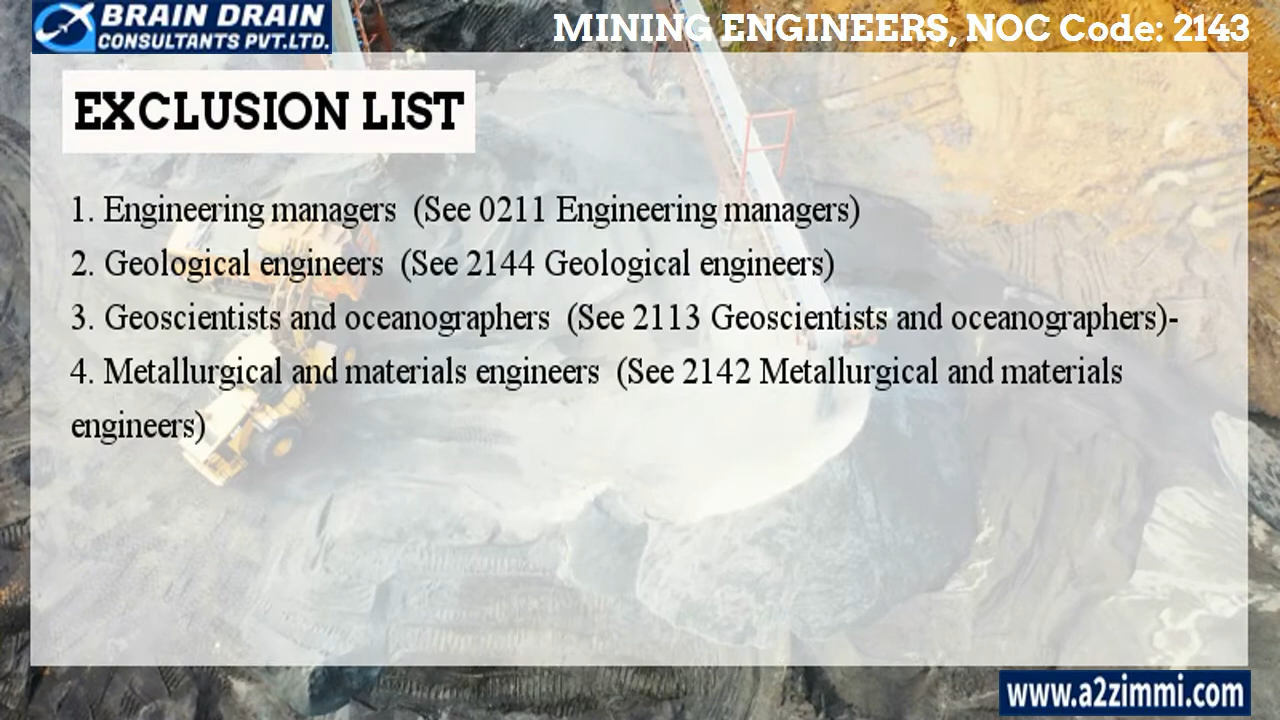 BRAIN DRAIN
CONSULTANTS PVT.LTD.
MINING ENGINEERS, NOC Code: 2143
EXCLUSION LIST
1. Engineering managers (See 0211 Engineering managers)
2. Geological engineers (See 2144 Geological engineers)
3. Geoscientists and oceanographers (See 2113 Geoscientists and oceanographers)-
4. Metallurgical and materials engineers (See 2142 Metallurgical and materials
engineers)
www.a2zimmi.com